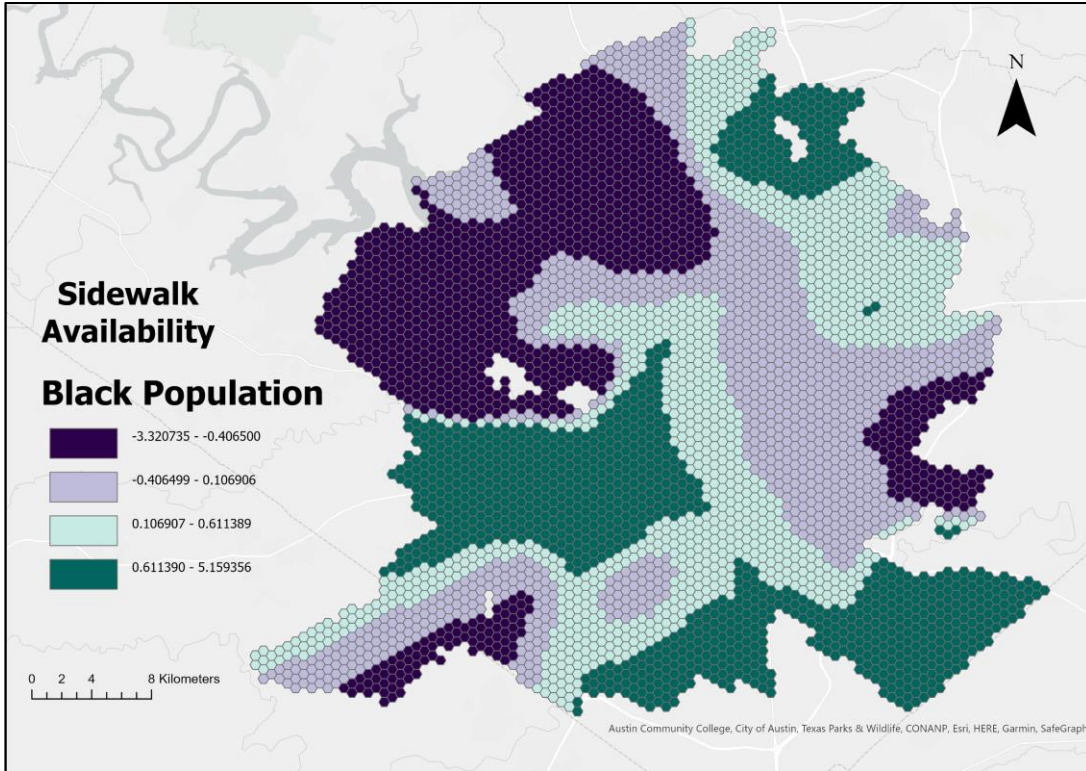 N
Sidewalk
Availability
Black Population
-3.320735 - -0.406500
-0.406499 - 0.106906
0.106907 - 0.611389
0.611390 - 5.159356
0 2 4 8 Kilometers
Austin Community College, City of Austin, Texas Parks & Wildlife, CONANP, Esri, HERE, Garmin, SafeGraph